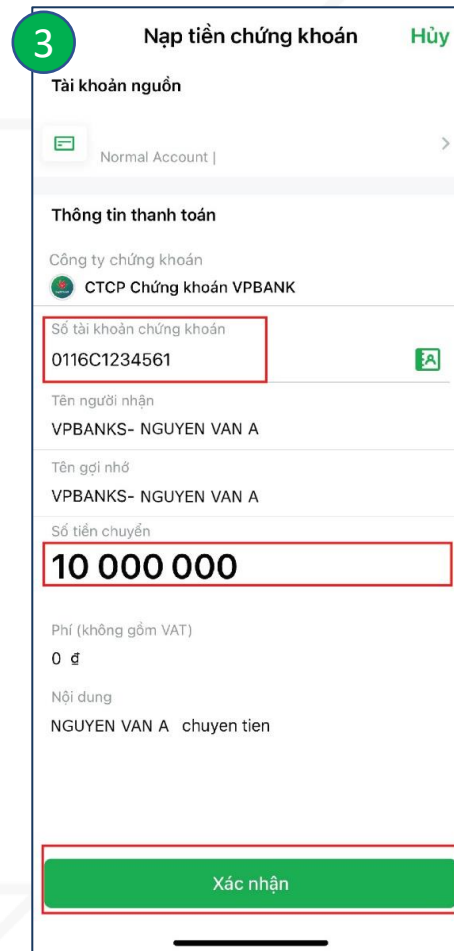 3
Nạp tiền chứng khoán Hủy
Tài khoản nguồn
Normal Account |
Thông tin thanh toán
Công ty chứng khoán
CTCP Chứng khoán VPBANK
Số tài khoản chứng khoán
0116C1234561
Tên người nhận
VPBANKS- NGUYEN VAN A
Tên gợi nhớ
VPBANKS- NGUYEN VAN A
Số tiền chuyển
10 000 000
Phí (không gồm VAT)
0 ₫
Nội dung
NGUYEN VAN A chuyen tien
Xác nhận